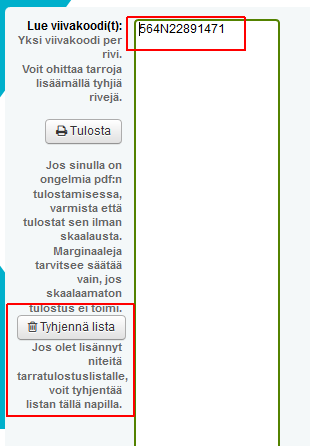 Lue viivakoodi(t):
Yksi viivakoodi per
rivi.
Voit ohittaa tarroja
lisäämällä tyhjiä
rivejä.
564N22891471
Tulosta
Jos sinulla on
ongelmia pdf:n
tulostamisessa,
varmista että
tulostat sen ilman
skaalausta.
Marginaaleja
tarvitsee säätää
vain, jos
skaalaamaton
tulostus ei toimi.
Tyhjennä lista
Jos olet lisännyt
niteitä
tarratulostuslistalle,
voit tyhjentää
listan tällä napilla.